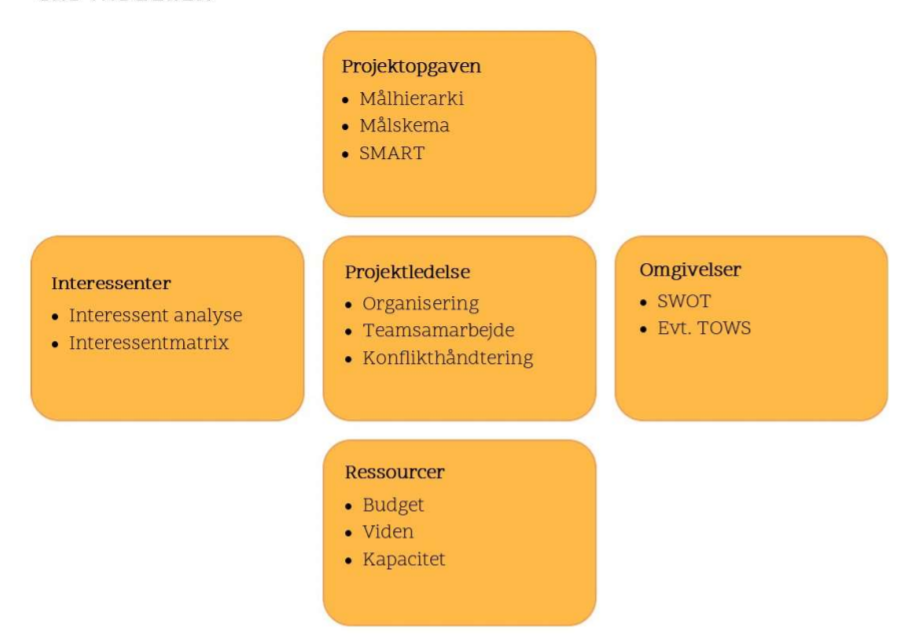 Projektopgaven
• Målhierarki
• Målskema
• SMART
Interessenter
• Interessent analyse
• Interessentmatrix
Projektledelse
• Organisering
• Teamsamarbejde
• Konflikthåndtering
Omgivelser
• SWOT
• Evt. TOWS
Ressourcer
• Budget
• Viden
• Kapacitet